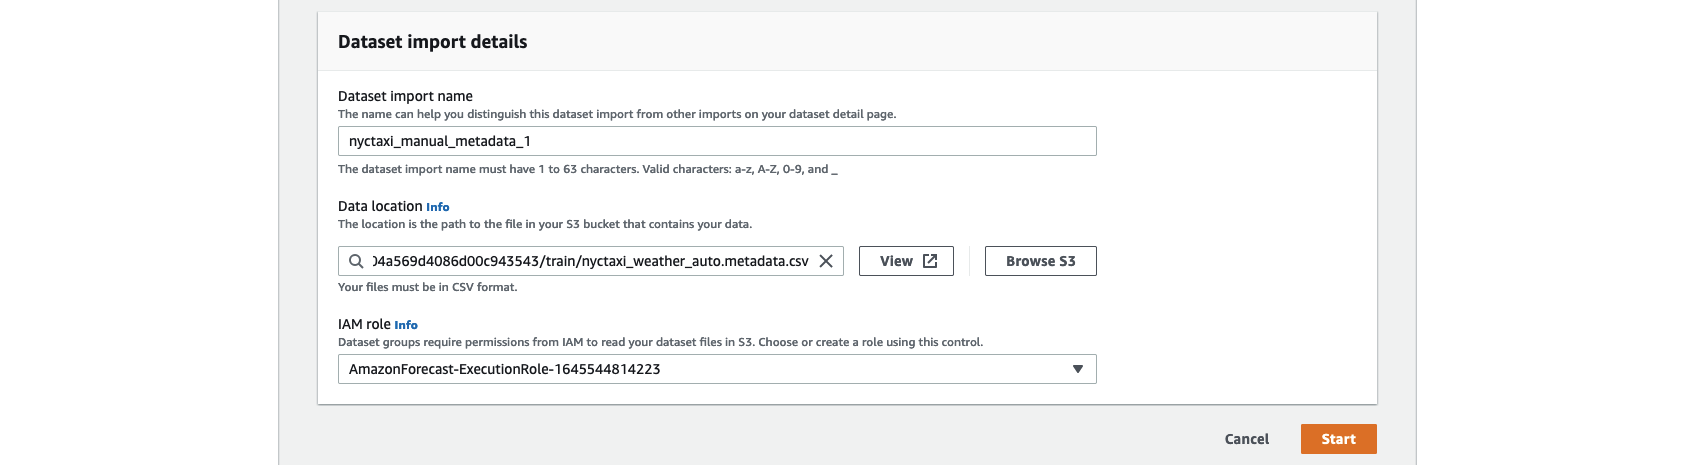 Dataset import details
Dataset import name
The name can help you distinguish this dataset import from other imports on your dataset detail page.
nyctaxi_manual_metadata_1
The dataset import name must have 1 to 63 characters. Valid characters: a-z, A-Z, 0-9, and _
Data location Info
The location is the path to the file in your S3 bucket that contains your data.
04a569d4086d00c943543/train/nyctaxi_weather_auto.metadata.csv View Browse S3
Your files must be in CSV format.
IAM role Info
Dataset groups require permissions from IAM to read your dataset files in S3. Choose or create a role using this control.
AmazonForecast-ExecutionRole-1645544814223
Cancel Start